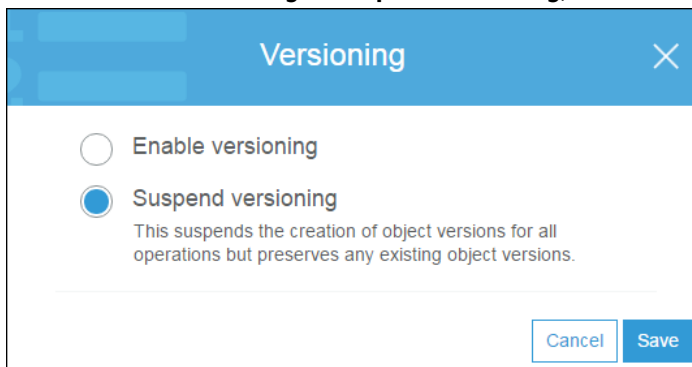 Versioning
Enable versioning
Suspend versioning
This suspends the creation of object versions for all
operations but preserves any existing object versions.
Cancel Save